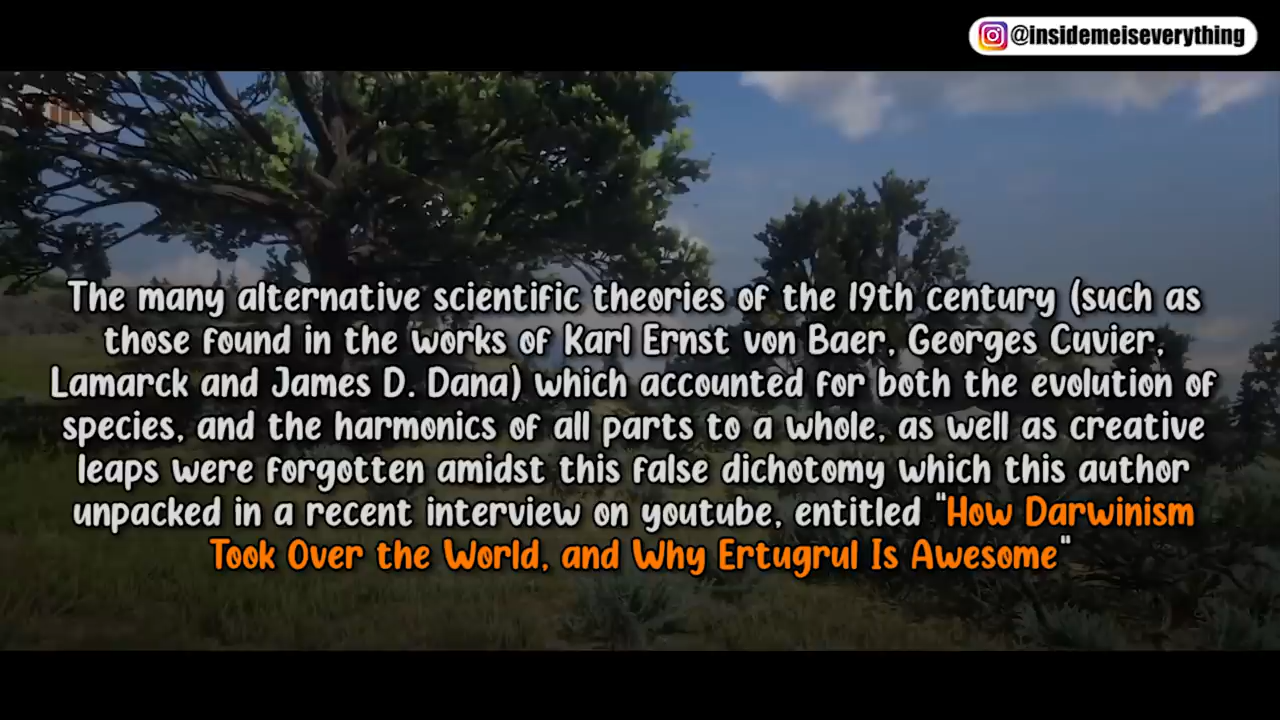 @insidemeiseverything
The many alternative scientific theories of the 19th century (such as
those found in the works of Karl Ernst von Baer, Georges Cuvier,
Lamarck and James D. Dana) which accounted for both the evolution of
species, and the harmonics of all parts to a whole, as well as creative
leaps were forgotten amidst this false dichotomy which this author
unpacked in a recent interview on youtube, entitled "How Darwinism
Took Over the World, and Why Ertugrul Is Awesome"